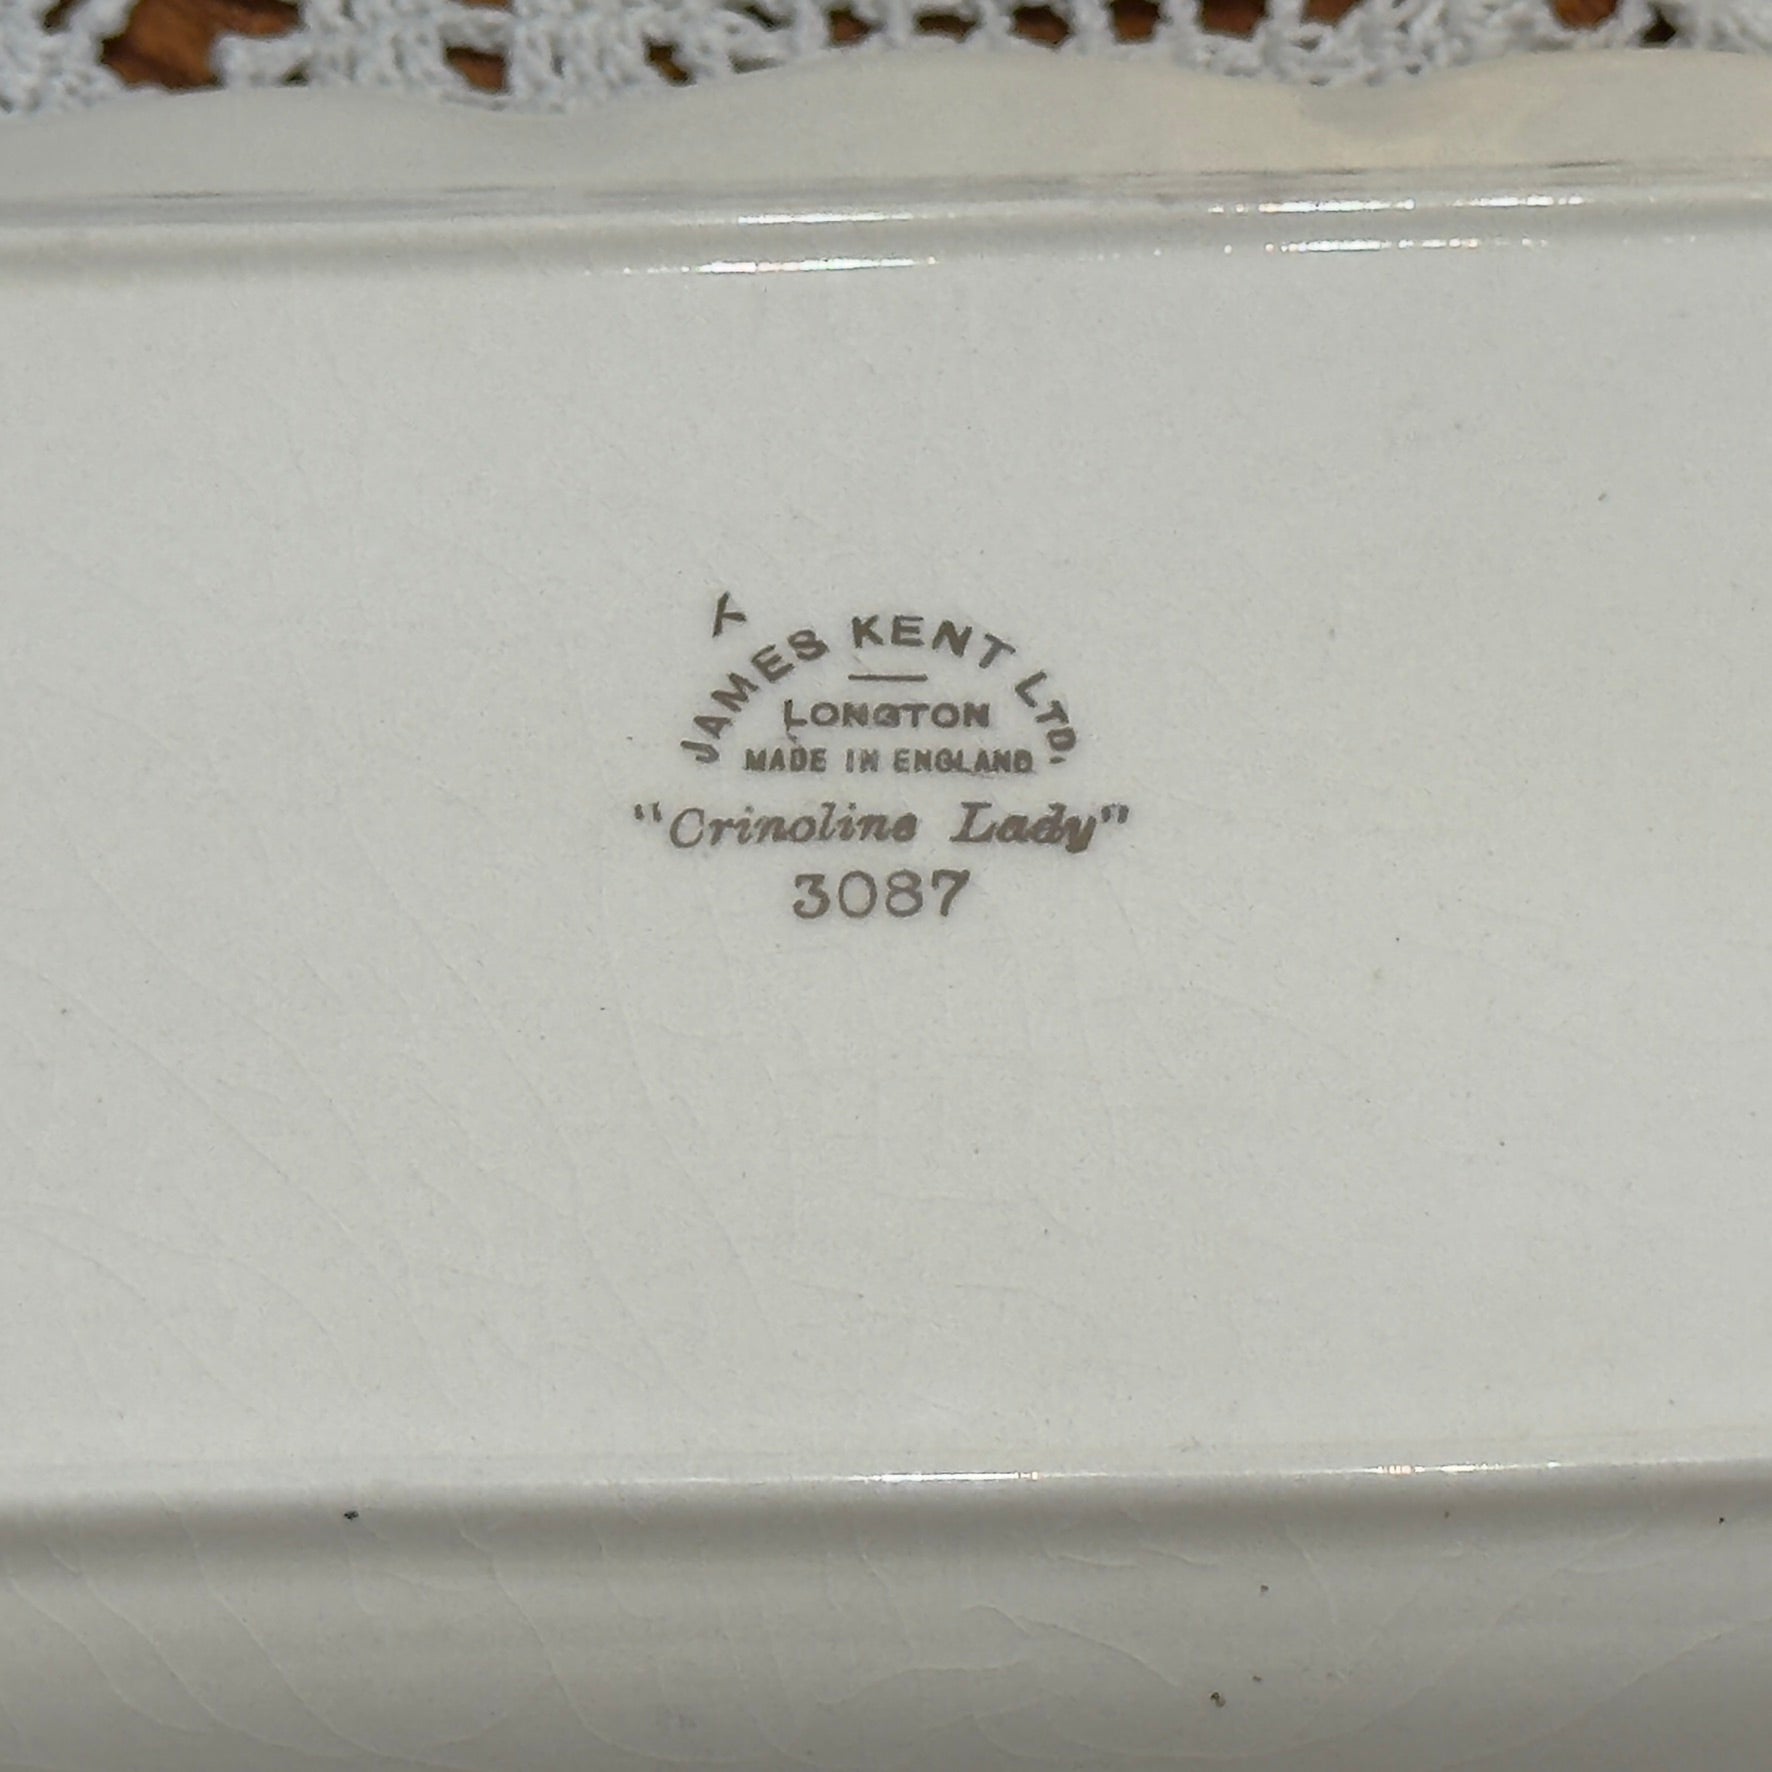 JAMES KENT LTD.
LONGTON
MADE IN ENGLAND
"Crinoline Lady"
3087